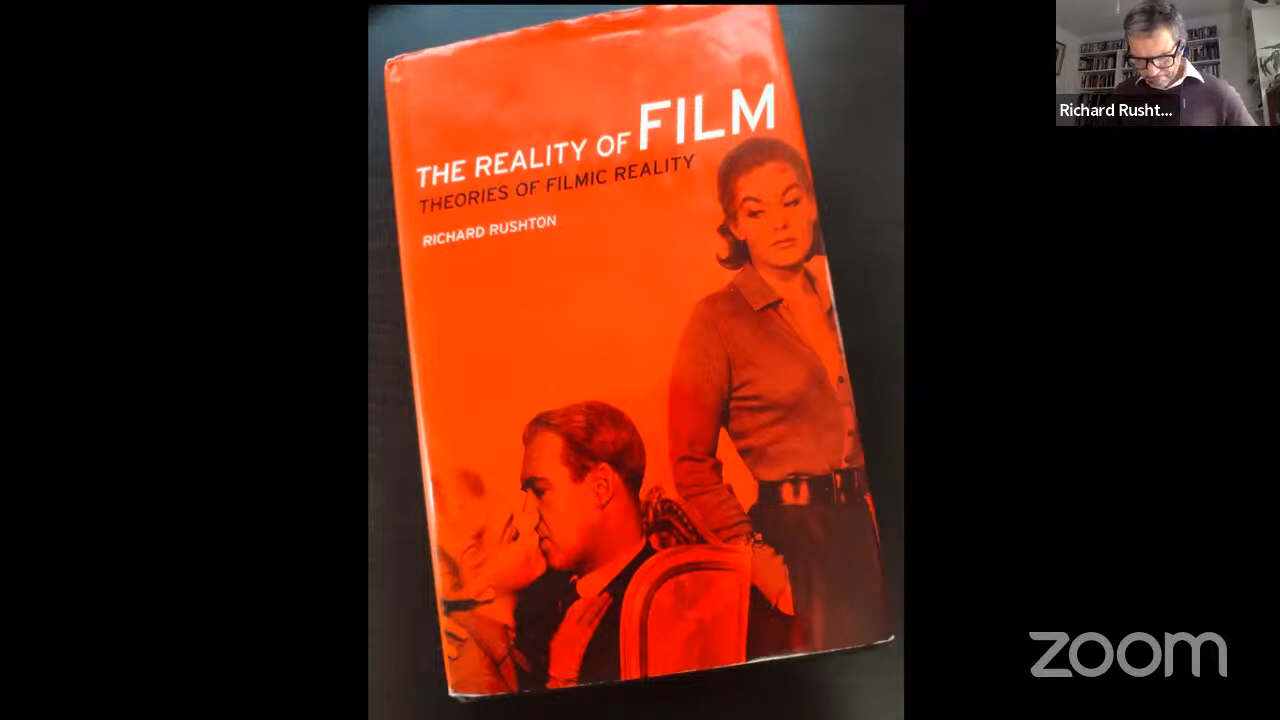 THE REALITY OF FILM
THEORIES OF FILMIC REALITY
RICHARD RUSHTON
Richard Rusht...
zoom